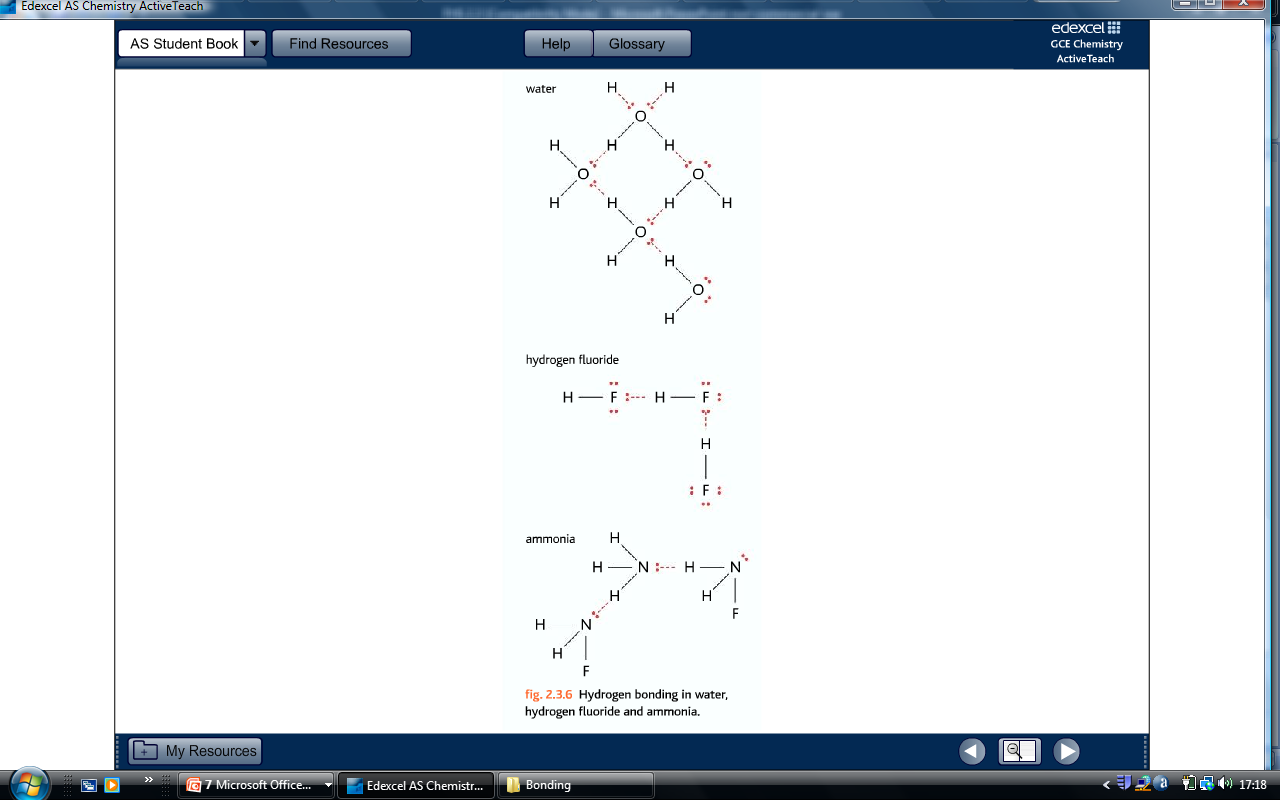 Edexcel AS Chemistry ActiveTeach
AS Student Book
Find Resources
Help
Glossary
edexcel
GCE Chemistry
ActiveTeach
water
H H
O
H H H
O O
H H H H
O
H H
O
H
hydrogen fluoride
H F H F
H
F
ammonia
H
H N H N
H H
F
H N
H
F
fig. 2.3.6 Hydrogen bonding in water,
hydrogen fluoride and ammonia.
My Resources
7 Microsoft Office...
Edexcel AS Chemistr...
Bonding
17:18